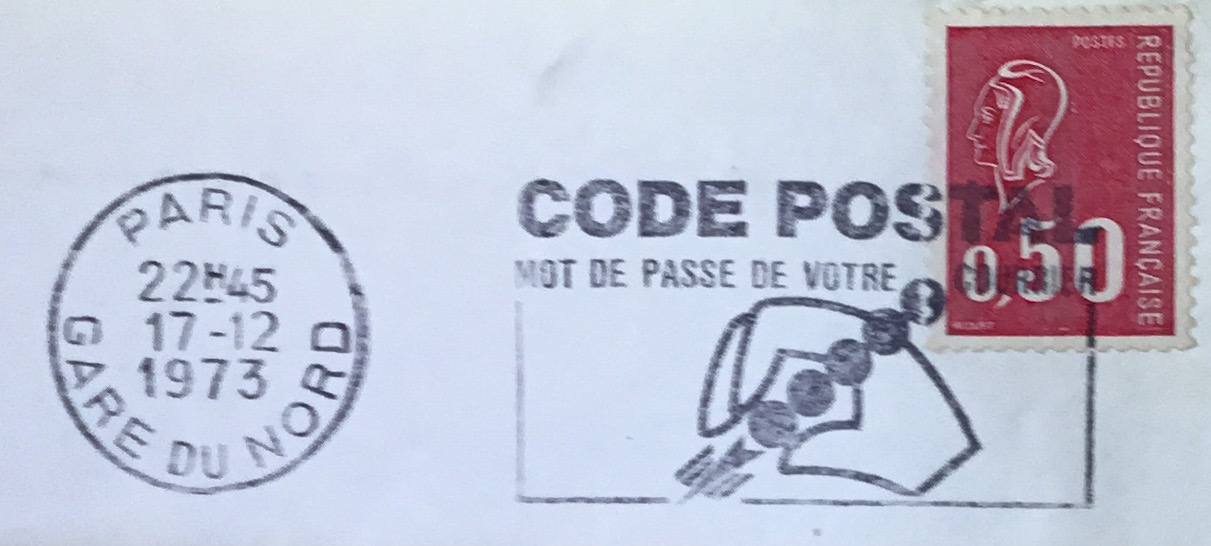 PARIS
22H45
17-12
1973
GARE DU NORD
CODE POSTAL
MOT DE PASSE DE VOTRE COURRIER
POSTES
REPUBLIQUE FRANÇAISE
0,50